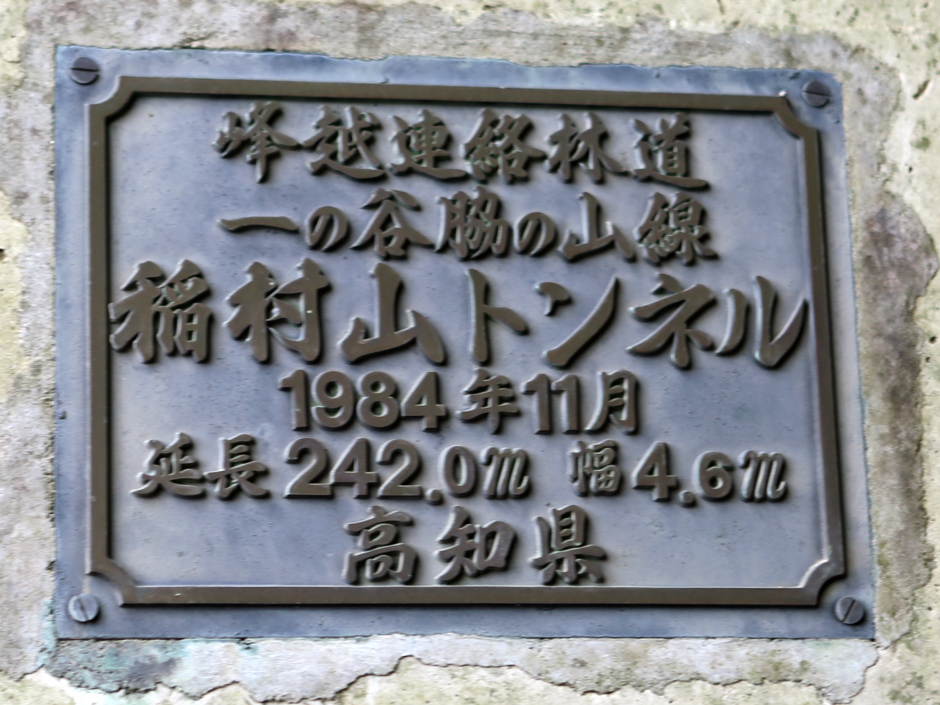 峰越連絡林道
一の谷脇の山線
稲村山トンネル
1984年11月
延長242.0m 幅4.6m
高知県